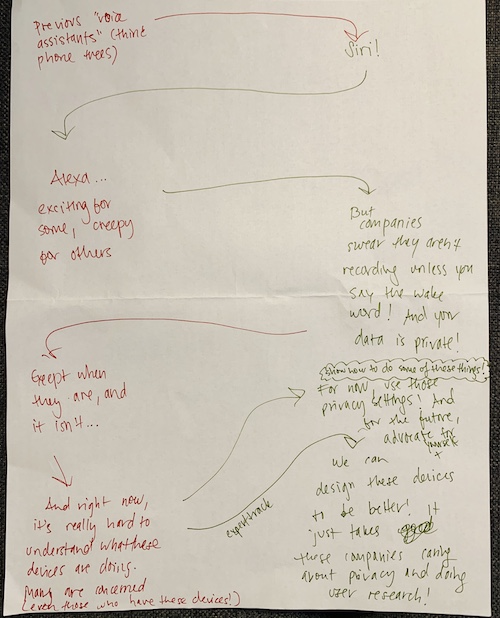 Previous "voice
assistants" (think
phone trees)
Siri!
Alexa...
exciting for
some, creepy
for others
But
companies
swear they aren't
recording unless you
say the wake
word! And your
data is private!
Except when
they are, and
it isn't...
And right now,
it's really hard to
understand what these
devices are doing.
Many are concerned
(even those who have these devices!)
Show how to do some of these things!
For now use those
privacy settings! And
for the future,
advocate for
yourself
+
expert track
We can
design these devices
to be better! It
just takes
these companies caring
about privacy and doing
user research!